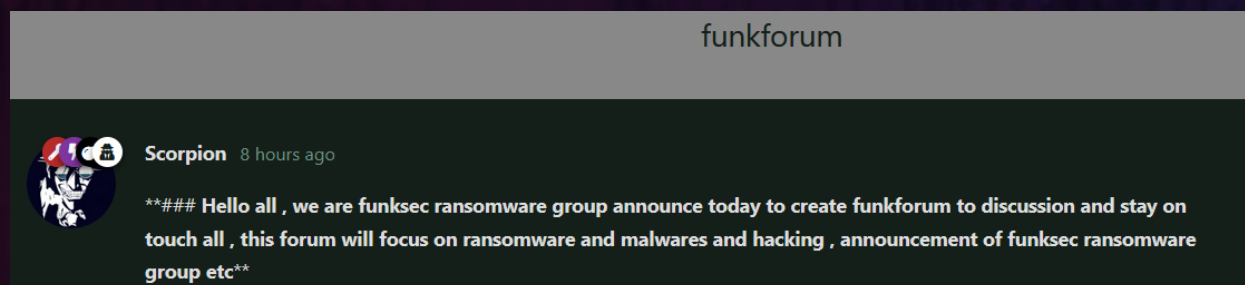 funkforum
Scorpion 8 hours ago
**### Hello all , we are funksec ransomware group announce today to create funkforum to discussion and stay on
touch all , this forum will focus on ransomware and malwares and hacking , announcement of funksec ransomware
group etc**